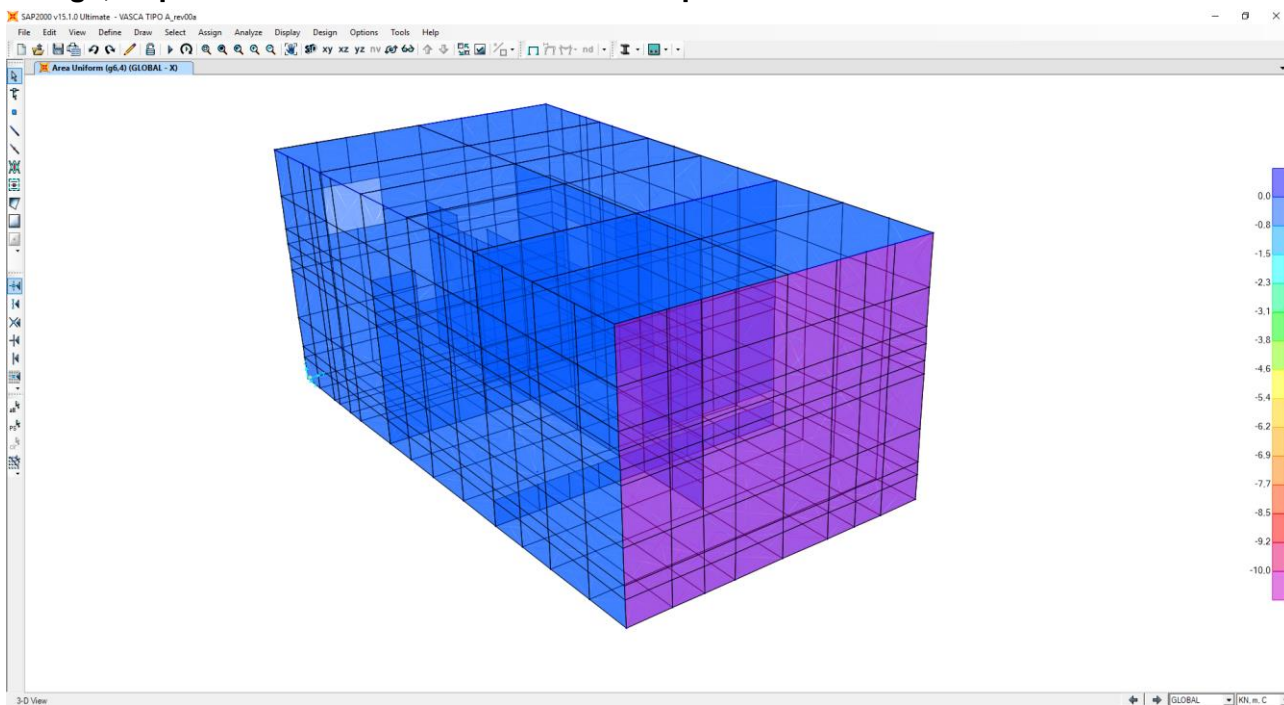 SAP2000 v15.1.0 Ultimate - VASCA TIPO A_rev00a
File Edit View Define Draw Select Assign Analyze Display Design Options Tools Help
xy xz yz nv nd
Area Uniform (g6,4) (GLOBAL - X)
0.0
-0.8
-1.5
-2.3
-3.1
-3.8
-4.6
-5.4
-6.2
-6.9
-7.7
-8.5
-9.2
-10.0
3-D View
GLOBAL
KN, m, C